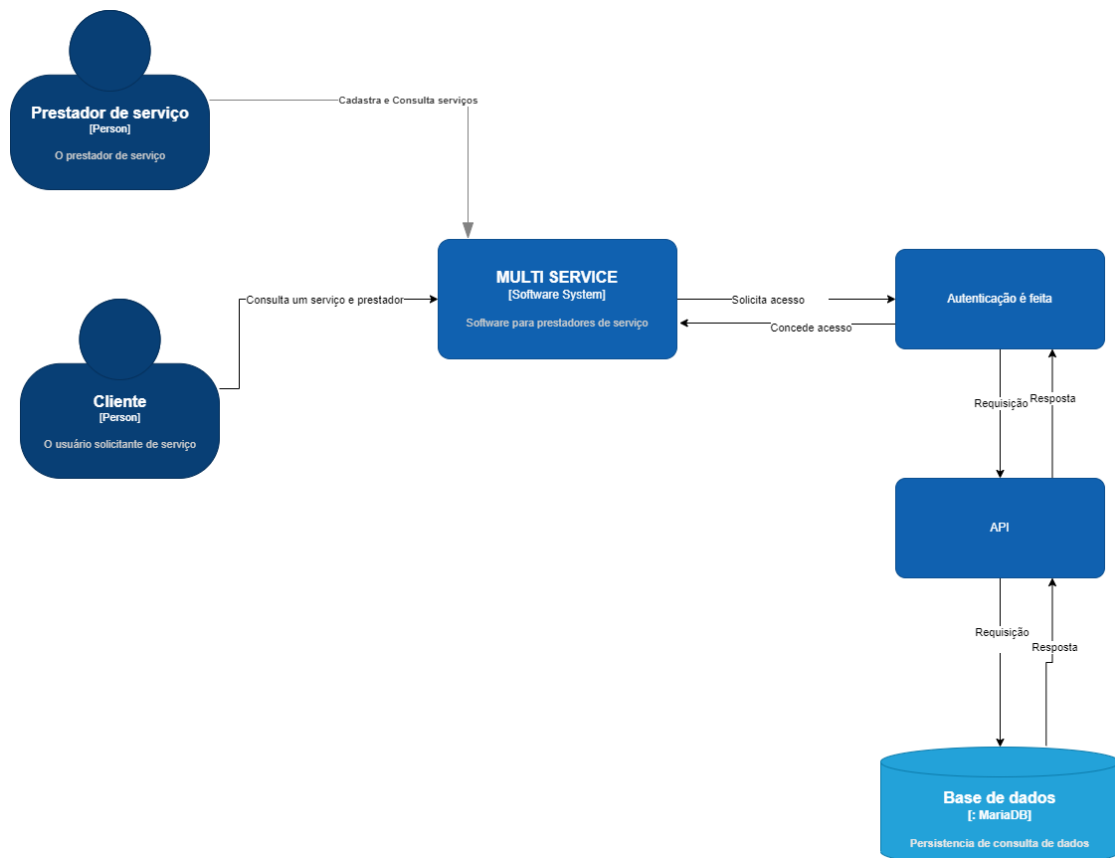 Prestador de serviço
[Person]
O prestador de serviço
Cadastra e Consulta serviços
Cliente
[Person]
O usuário solicitante de serviço
Consulta um serviço e prestador
MULTI SERVICE
[Software System]
Software para prestadores de serviço
Solicita acesso
Concede acesso
Autenticação é feita
Requisição
Resposta
API
Requisição
Resposta
Base de dados
[: MariaDB]
Persistencia de consulta de dados